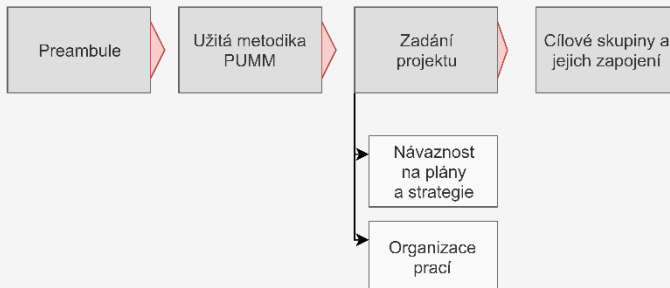 Preambule
Užitá metodika
PUMM
Zadání
projektu
Cílové skupiny a
jejich zapojení
Návaznost
na plány
a strategie
Organizace
prací